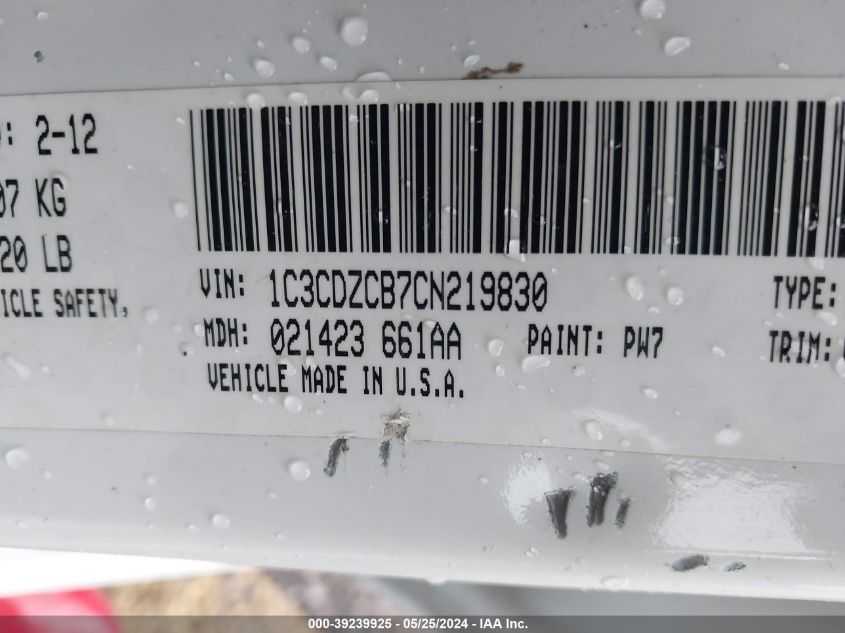 : 2-12
07 KG
20 LB
ICLE SAFETY,
VIN: 1C3CDZCB7CN219830 TYPE:
MDH: 021423 661AA PAINT: PW7 TRIM:
VEHICLE MADE IN U.S.A.
000-39239925 - 05/25/2024 - IAA Inc.